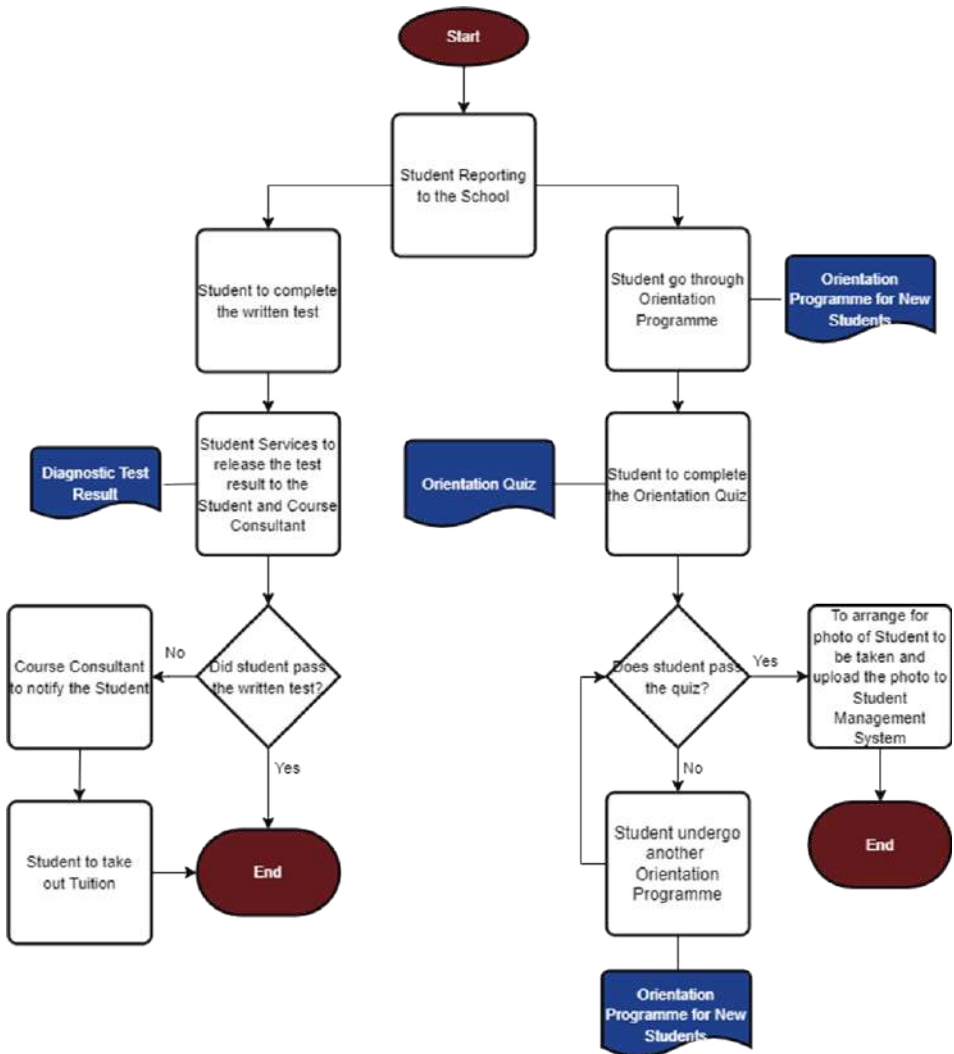 Start
Student Reporting
to the School
Student to complete
the written test
Student go through
Orientation
Programme
Orientation
Programme for New
Students
Diagnostic Test
Result
Student Services to
release the test
result to the
Student and Course
Consultant
Orientation Quiz
Student to complete
the Orientation Quiz
Course Consultant
to notify the Student
No
Did student pass
the written test?
Yes
Does student pass
the quiz?
Yes
No
To arrange for
photo of Student to
be taken and
upload the photo to
Student
Management
System
Student to take
out Tuition
End
Student undergo
another
Orientation
Programme
End
Orientation
Programme for New
Students